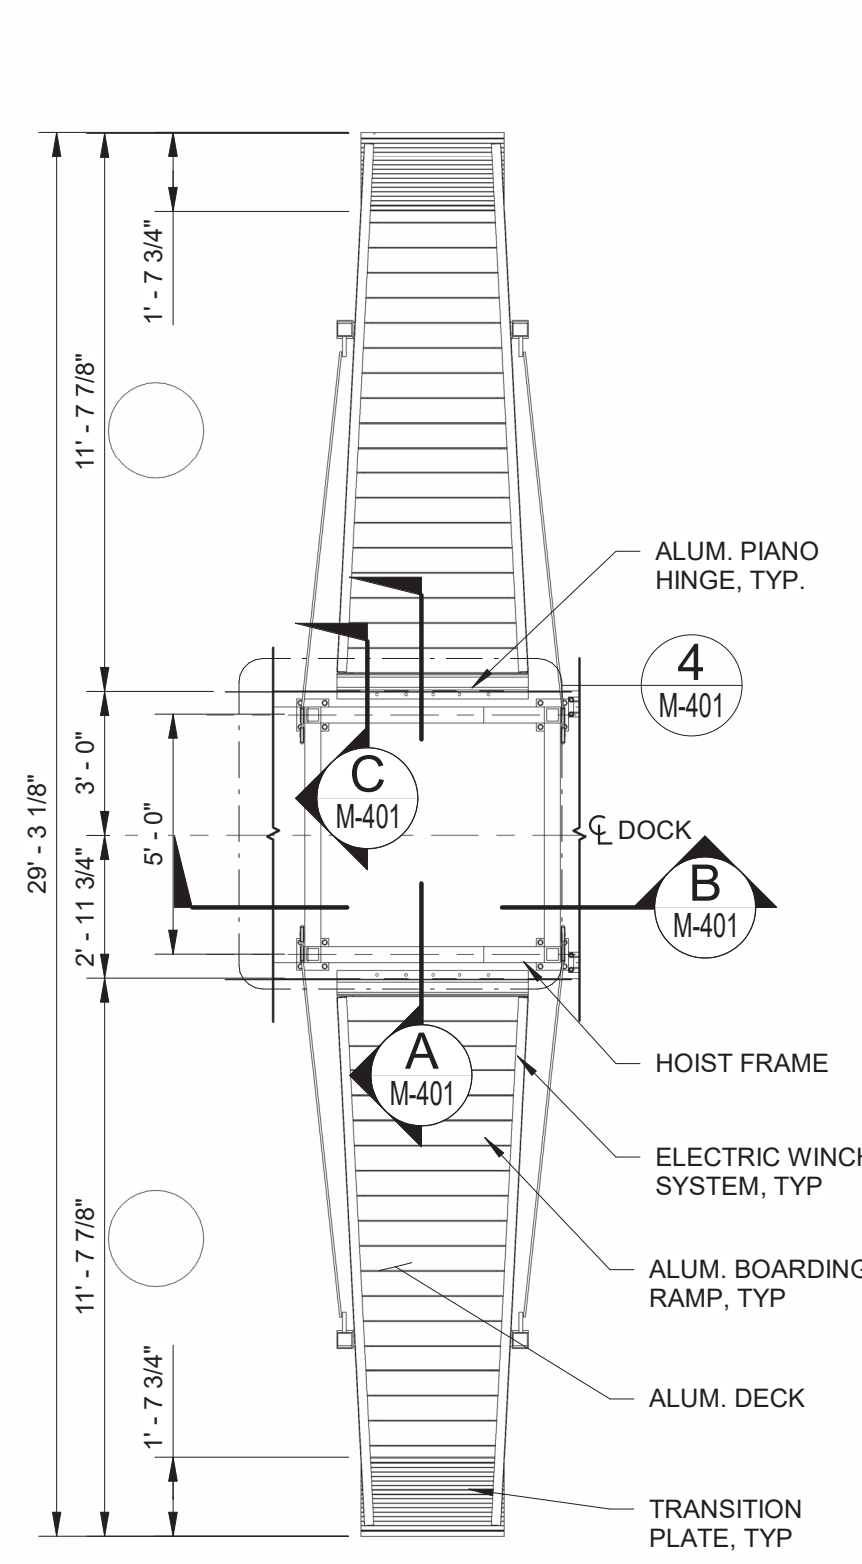 1' - 7 3/4"
11' - 7 7/8"
ALUM. PIANO
HINGE, TYP.
4
M-401
3' - 0"
C
M-401
29' - 3 1/8"
5' - 0"
℄ DOCK
2' - 11 3/4"
B
M-401
A
M-401
HOIST FRAME
ELECTRIC WINCH
SYSTEM, TYP
11' - 7 7/8"
ALUM. BOARDING
RAMP, TYP
1' - 7 3/4"
ALUM. DECK
TRANSITION
PLATE, TYP